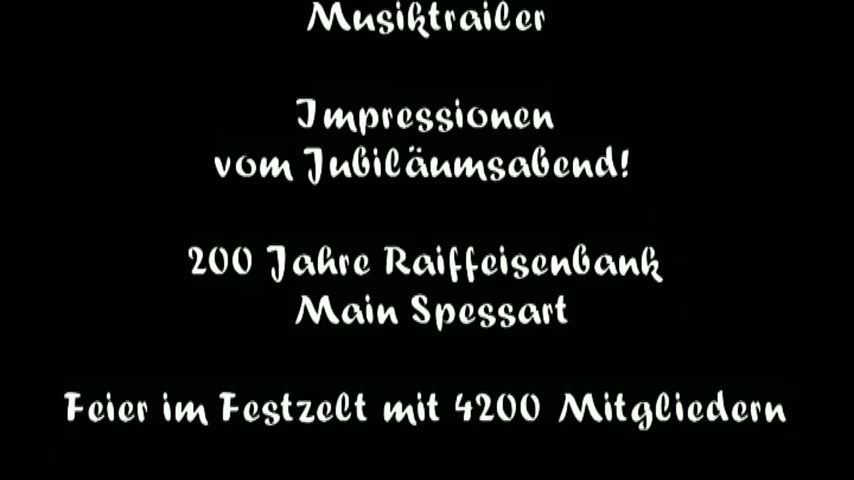 Musiktrailer
Impressionen
vom Jubiläumsabend!
200 Jahre Raiffeisenbank
Main Spessart
Feier im Festzelt mit 4200 Mitgliedern